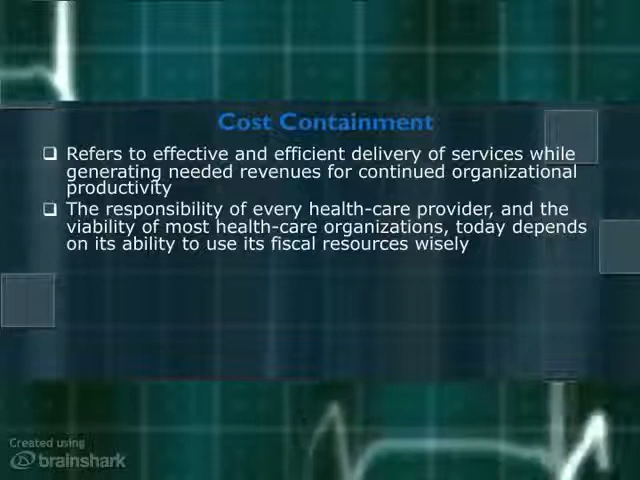 Cost Containment
❑ Refers to effective and efficient delivery of services while
generating needed revenues for continued organizational
productivity
❑ The responsibility of every health-care provider, and the
viability of most health-care organizations, today depends
on its ability to use its fiscal resources wisely
Created using
brainshark